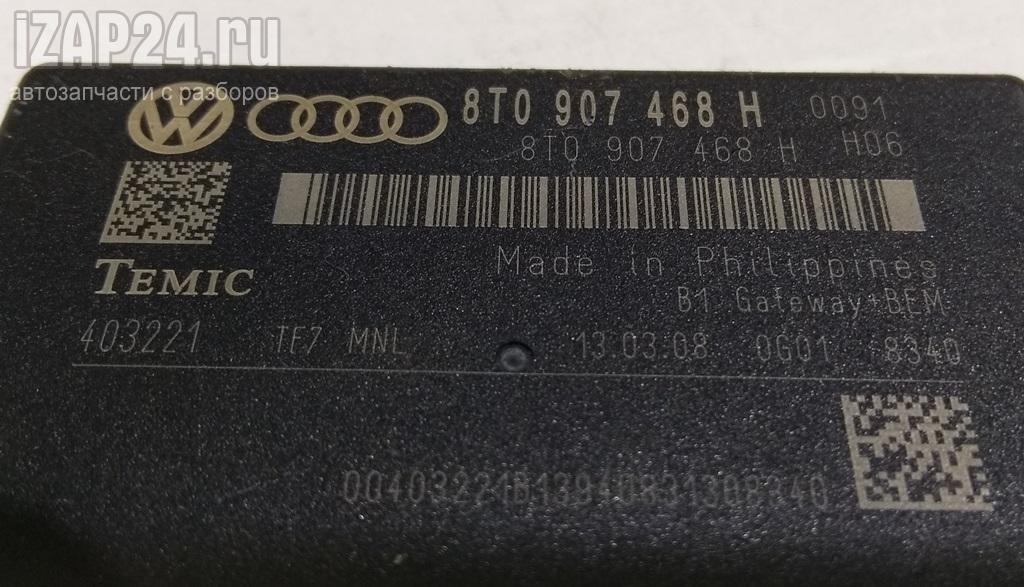 iZAP24.ru
автозапчасти с разборов
8T0 907 468 H 0091
8T0 907 468 H H06
TEMIC
Made in Philippines
B1 Gateway+BEM
403221 TF7 MNL 13.03.08 0G01 8340
00403221B13940831308340